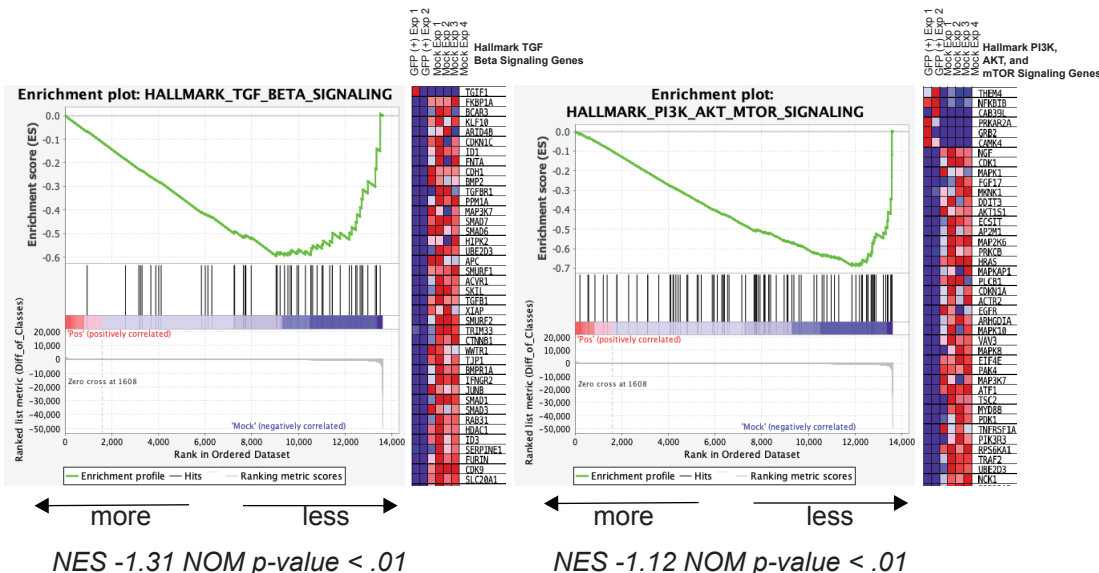 GFP (+) Exp 1
GFP (+) Exp 2
Mock Exp 1
Mock Exp 2
Mock Exp 3
Mock Exp 4
Hallmark TGF
Beta Signaling Genes
Enrichment plot: HALLMARK_TGF_BETA_SIGNALING
Enrichment score (ES)
0.0
-0.1
-0.2
-0.3
-0.4
-0.5
-0.6
'Pos' (positively correlated)
20,000
10,000
0
-10,000
-20,000
-30,000
-40,000
-50,000
Ranked list metric (Diff_of_Classes)
Zero cross at 1608
'Mock' (negatively correlated)
0
2,000
4,000
6,000
8,000
10,000
12,000
14,000
Rank in Ordered Dataset
Enrichment profile
Hits
Ranking metric scores
TGIF1
FKBP1A
BCAR3
KLF10
ARID4B
CDKN1C
ID1
FNTA
CDH1
BMP2
TGFBR1
PPM1A
MAP3K7
SMAD7
SMAD6
HIPK2
UBE2D3
APC
SMURF1
ACVR1
SKIL
TGFB1
XIAP
SMURF2
TRIM33
CTNNB1
WWTR1
TJP1
BMPR1A
IFNGR2
JUNB
SMAD1
SMAD3
RAB31
HDAC1
ID3
SERPINE1
FURIN
CDK9
SLC20A1
more
less
NES -1.31 NOM p-value < .01
GFP (+) Exp 1
GFP (+) Exp 2
Mock Exp 1
Mock Exp 2
Mock Exp 3
Mock Exp 4
Hallmark PI3K,
AKT, and
mTOR Signaling Genes
Enrichment plot:
HALLMARK_PI3K_AKT_MTOR_SIGNALING
Enrichment score (ES)
0.0
-0.1
-0.2
-0.3
-0.4
-0.5
-0.6
-0.7
'Pos' (positively correlated)
20,000
10,000
0
-10,000
-20,000
-30,000
-40,000
-50,000
Ranked list metric (Diff_of_Classes)
Zero cross at 1608
'Mock' (negatively correlated)
0
2,000
4,000
6,000
8,000
10,000
12,000
14,000
Rank in Ordered Dataset
Enrichment profile
Hits
Ranking metric scores
THEM4
NFKBIB
CAB39L
PRKAR2A
GRB2
CAMK4
NGF
CDK1
MAPK1
FGF17
MKNK1
DDIT3
AKT1S1
ECSIT
AP2M1
MAP2K6
PRKCB
HRAS
MAPKAP1
PLCB1
CDKN1A
ACTR2
EGFR
ARHGDIA
MAPK10
VAV3
MAPK8
EIF4E
PAK4
MAP3K7
ATF1
TSC2
MYD88
PDK1
TNFRSF1A
PIK3R3
RPS6KA1
TRAF2
UBE2D3
NCK1
more
less
NES -1.12 NOM p-value < .01